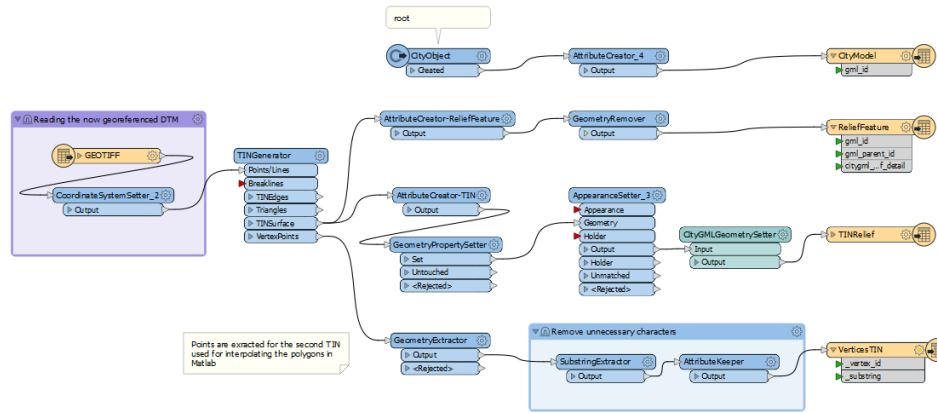 root
CityObject
Created
AttributeCreator_4
Output
CityModel
gml_id
Reading the now georeferenced DTM
GEOTIFF
CoordinateSystemSetter_2
Output
TINGenerator
Points/Lines
Breaklines
TINEdges
Triangles
TINSurface
VertexPoints
AttributeCreator-ReliefFeature
Output
GeometryRemover
Output
ReliefFeature
gml_id
gml_parent_id
citygml_...f_detail
AttributeCreator-TIN
Output
GeometryPropertySetter
Set
Untouched
<Rejected>
AppearanceSetter_3
Appearance
Geometry
Holder
Output
Holder
Unmatched
<Rejected>
CityGMLGeometrySetter
Input
Output
TINRelief
Points are exracted for the second TIN
used for interpolating the polygons in
Matlab
GeometryExtractor
Output
<Rejected>
Remove unnecessary characters
SubstringExtractor
Output
AttributeKeeper
Output
VerticesTIN
_vertex_id
_substring